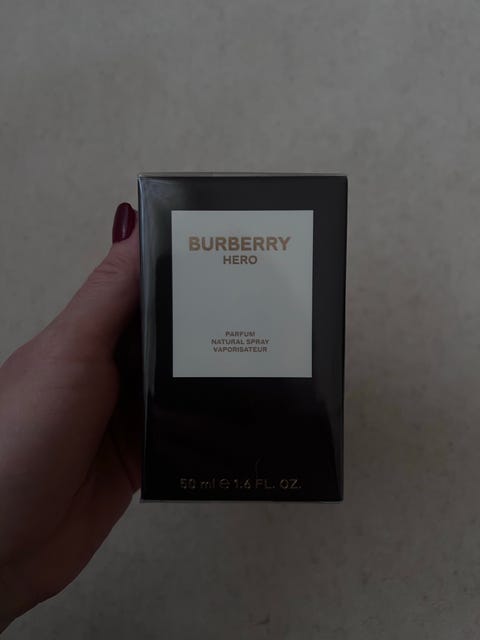 BURBERRY
HERO
PARFUM
NATURAL SPRAY
VAPORISATEUR
50 ml ℮ 1.6 FL. OZ.